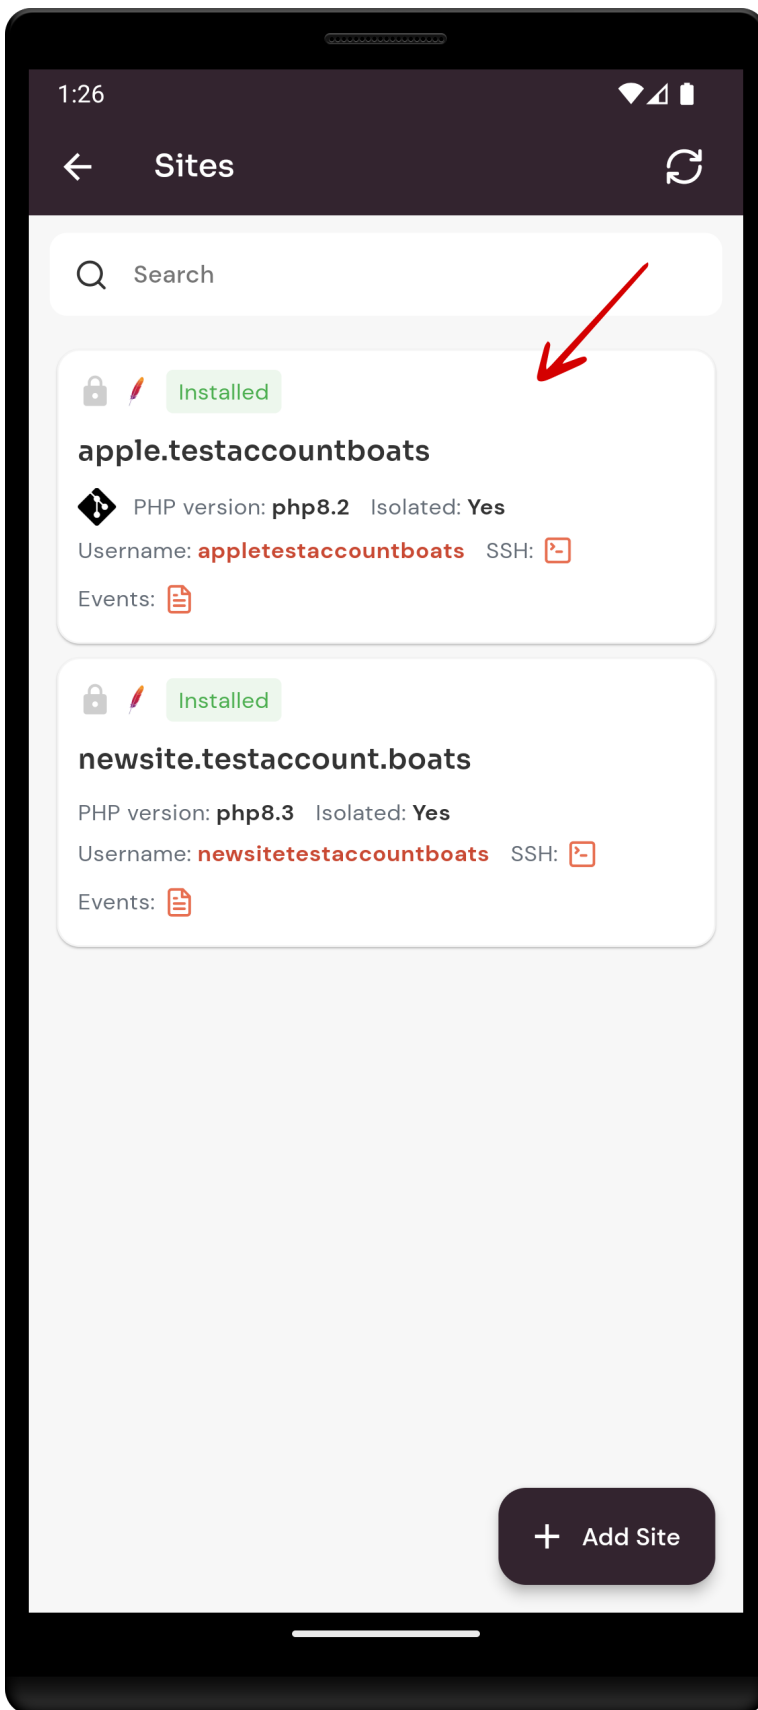 1:26
Sites
Search
Installed
apple.testaccountboats
PHP version: php8.2 Isolated: Yes
Username: appletestaccountboats SSH:
Events:
Installed
newsite.testaccount.boats
PHP version: php8.3 Isolated: Yes
Username: newsitetestaccountboats SSH:
Events:
+ Add Site